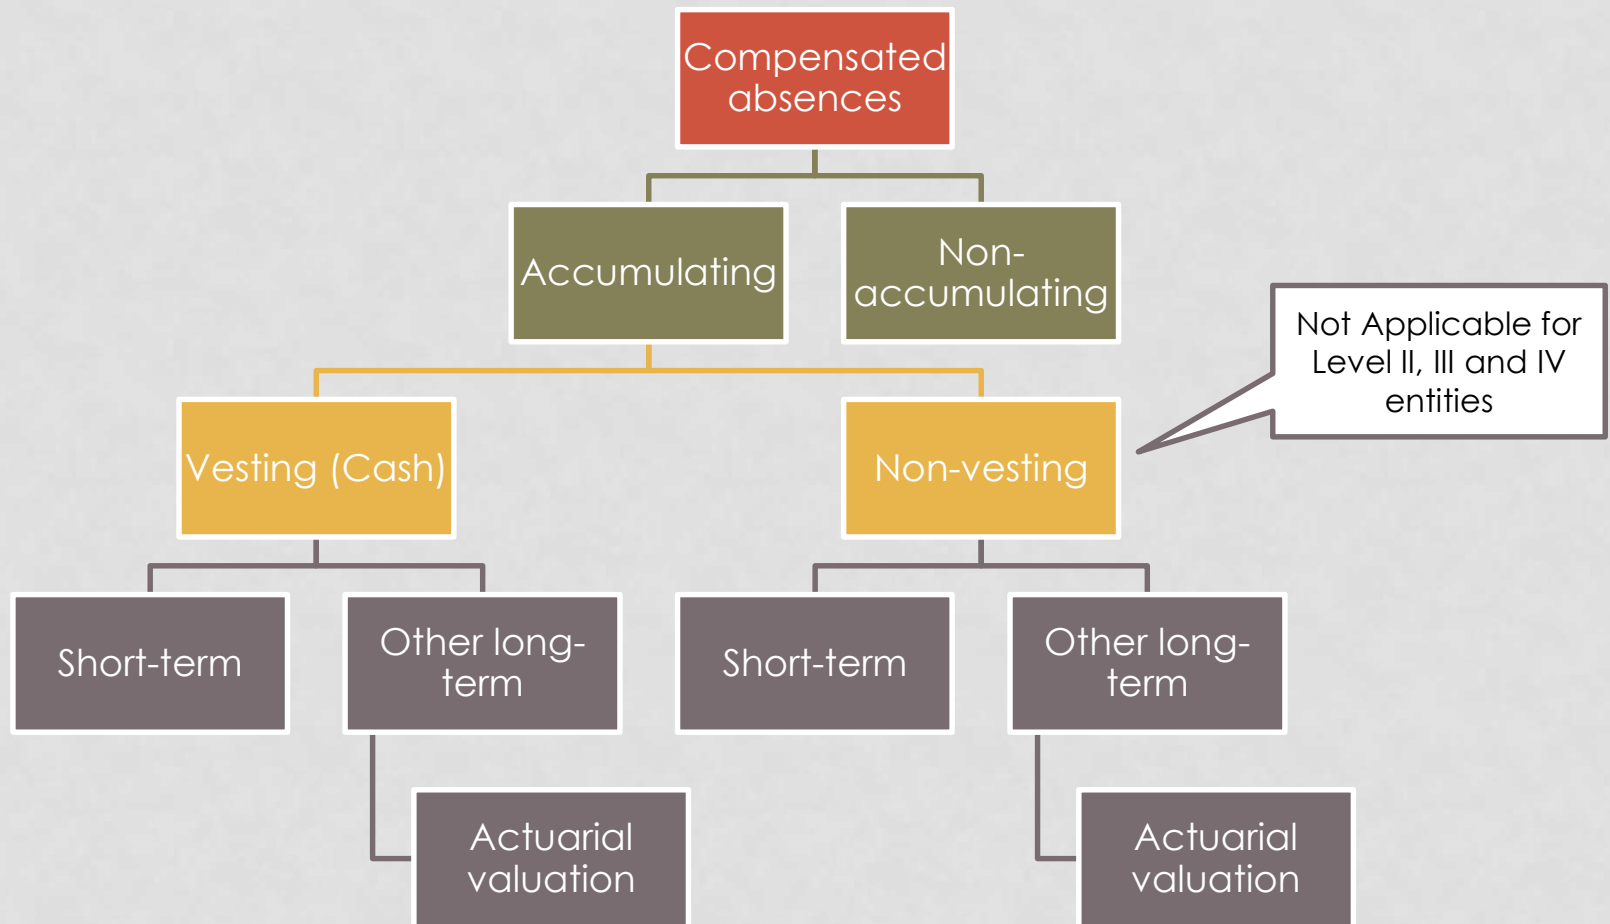 Compensated
absences
Accumulating
Non-
accumulating
Not Applicable for
Level II, III and IV
entities
Vesting (Cash)
Non-vesting
Short-term
Other long-
term
Short-term
Other long-
term
Actuarial
valuation
Actuarial
valuation